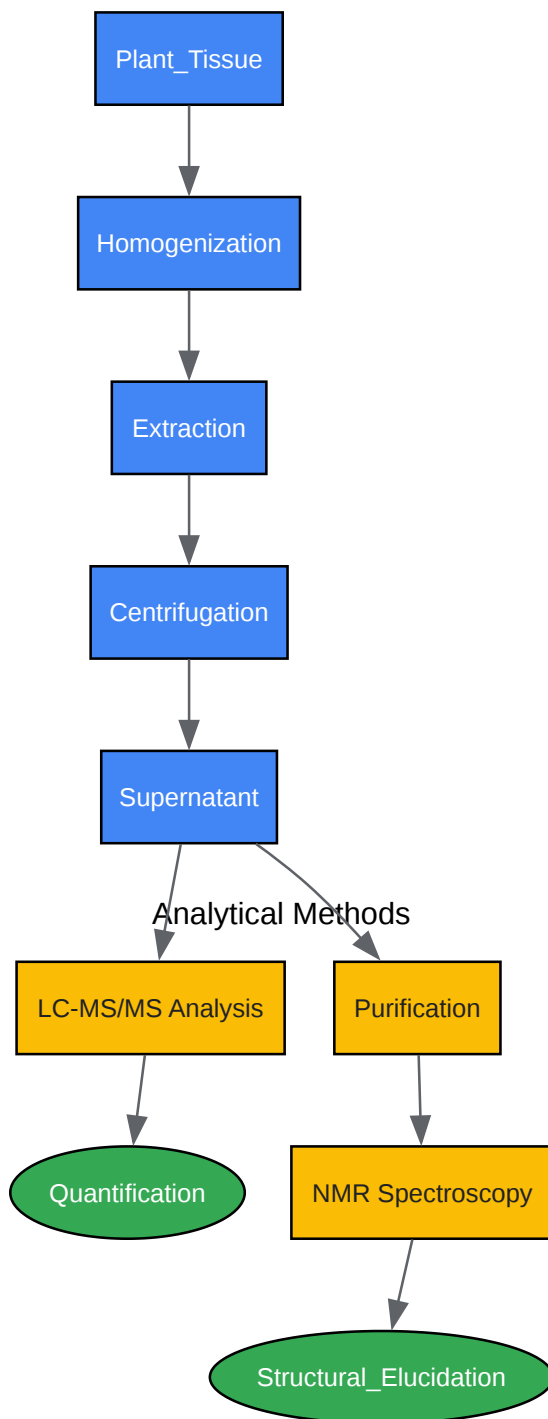 Plant_Tissue
Homogenization
Extraction
Centrifugation
Supernatant
Analytical Methods
LC-MS/MS Analysis
Purification
Quantification
NMR Spectroscopy
Structural_Elucidation